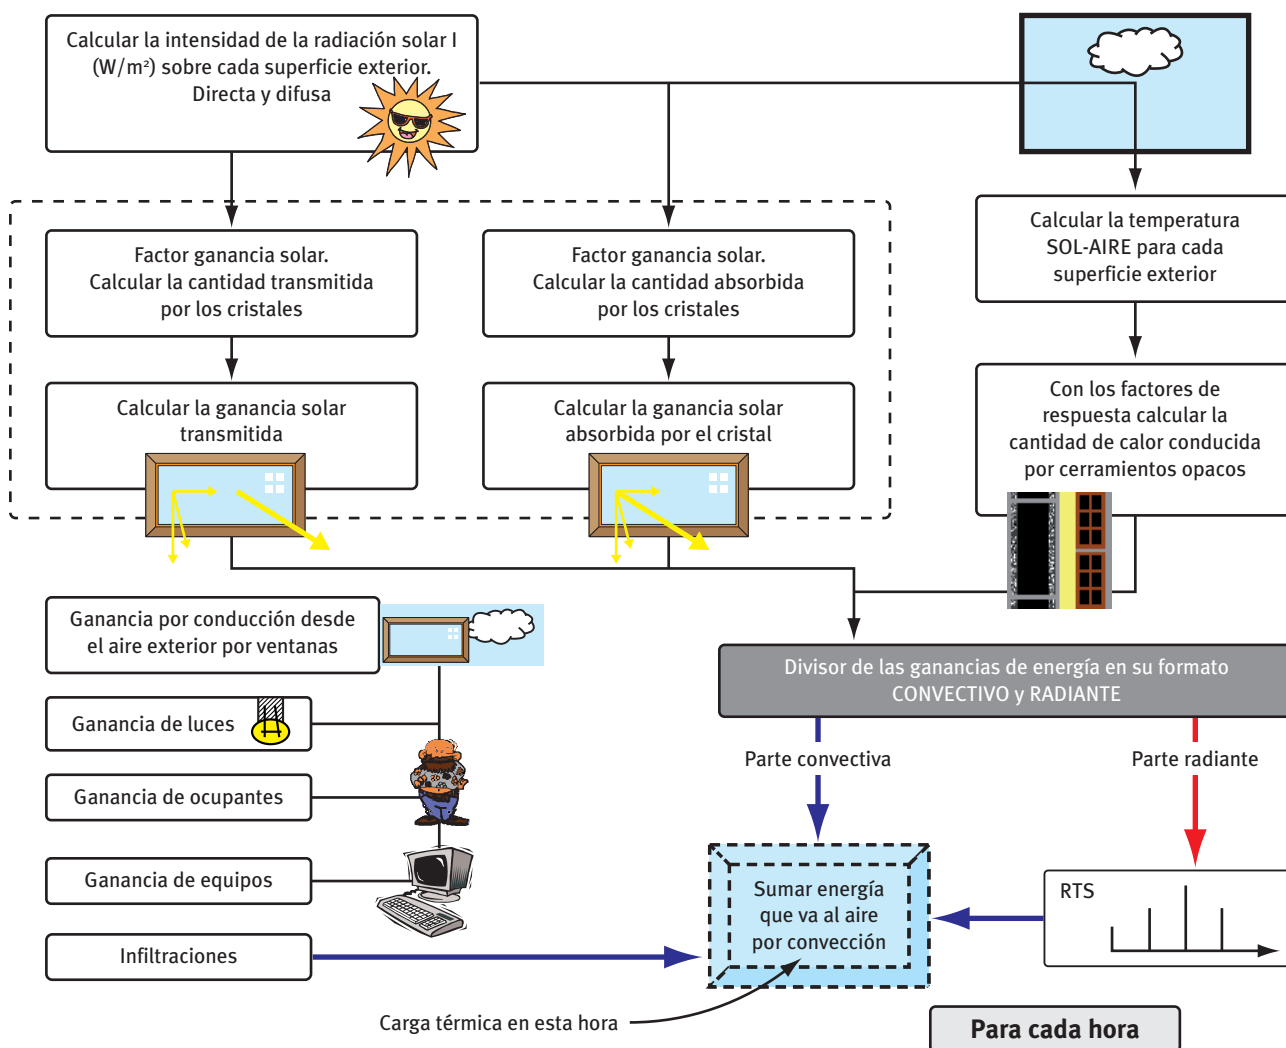 Calcular la intensidad de la radiación solar I
(W/m²) sobre cada superficie exterior.
Directa y difusa
Factor ganancia solar.
Calcular la cantidad transmitida
por los cristales
Factor ganancia solar.
Calcular la cantidad absorbida
por los cristales
Calcular la temperatura
SOL-AIRE para cada
superficie exterior
Calcular la ganancia solar
transmitida
Calcular la ganancia solar
absorbida por el cristal
Con los factores de
respuesta calcular la
cantidad de calor conducida
por cerramientos opacos
Ganancia por conducción desde
el aire exterior por ventanas
Divisor de las ganancias de energía en su formato
CONVECTIVO y RADIANTE
Ganancia de luces
Parte convectiva
Parte radiante
Ganancia de ocupantes
Ganancia de equipos
Sumar energía
que va al aire
por convección
RTS
Infiltraciones
Carga térmica en esta hora
Para cada hora